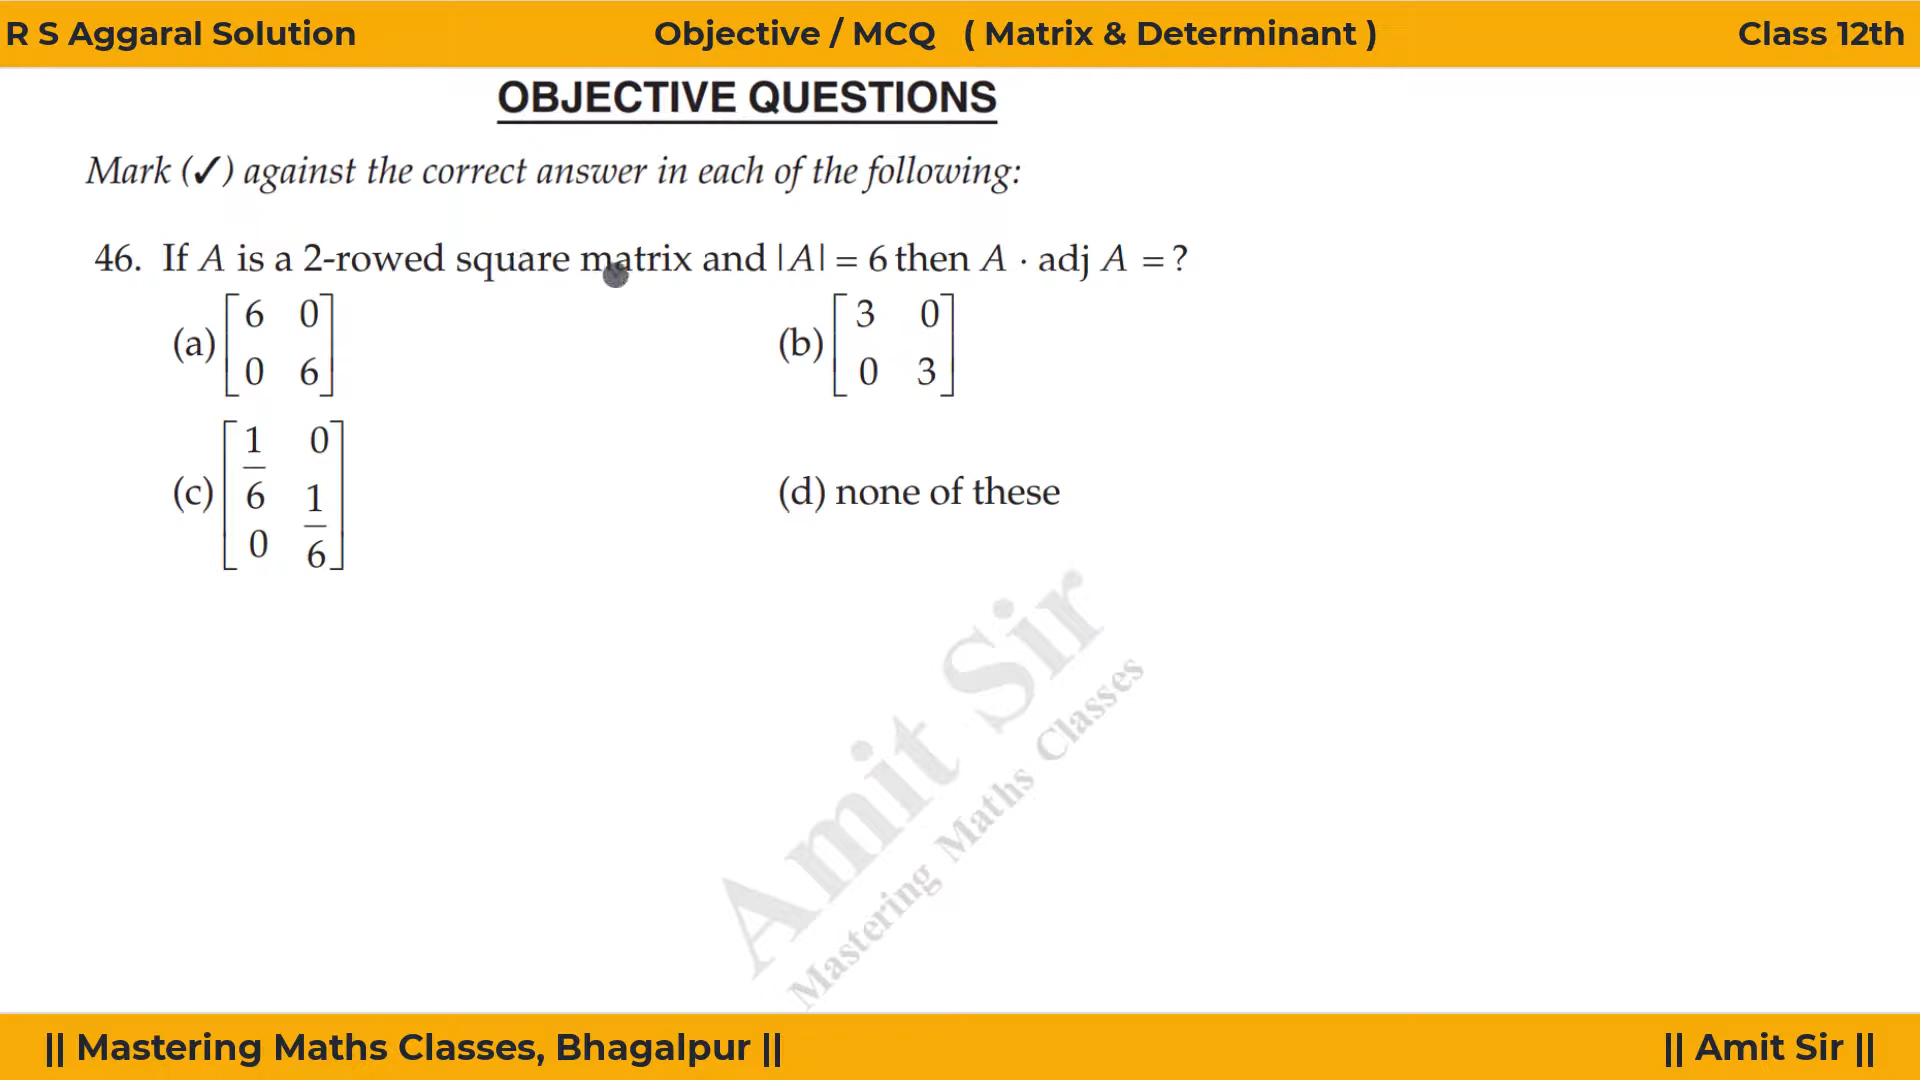 R S Aggaral Solution
Objective / MCQ ( Matrix & Determinant )
Class 12th
OBJECTIVE QUESTIONS
Mark (✓) against the correct answer in each of the following:
46. If A is a 2-rowed square matrix and |A| = 6 then A · adj A = ?
(a) [6 0
0 6]
(b) [3 0
0 3]
(c) [1/6 0
0 1/6]
(d) none of these
Amit Sir
Mastering Maths Classes
|| Mastering Maths Classes, Bhagalpur ||
|| Amit Sir ||